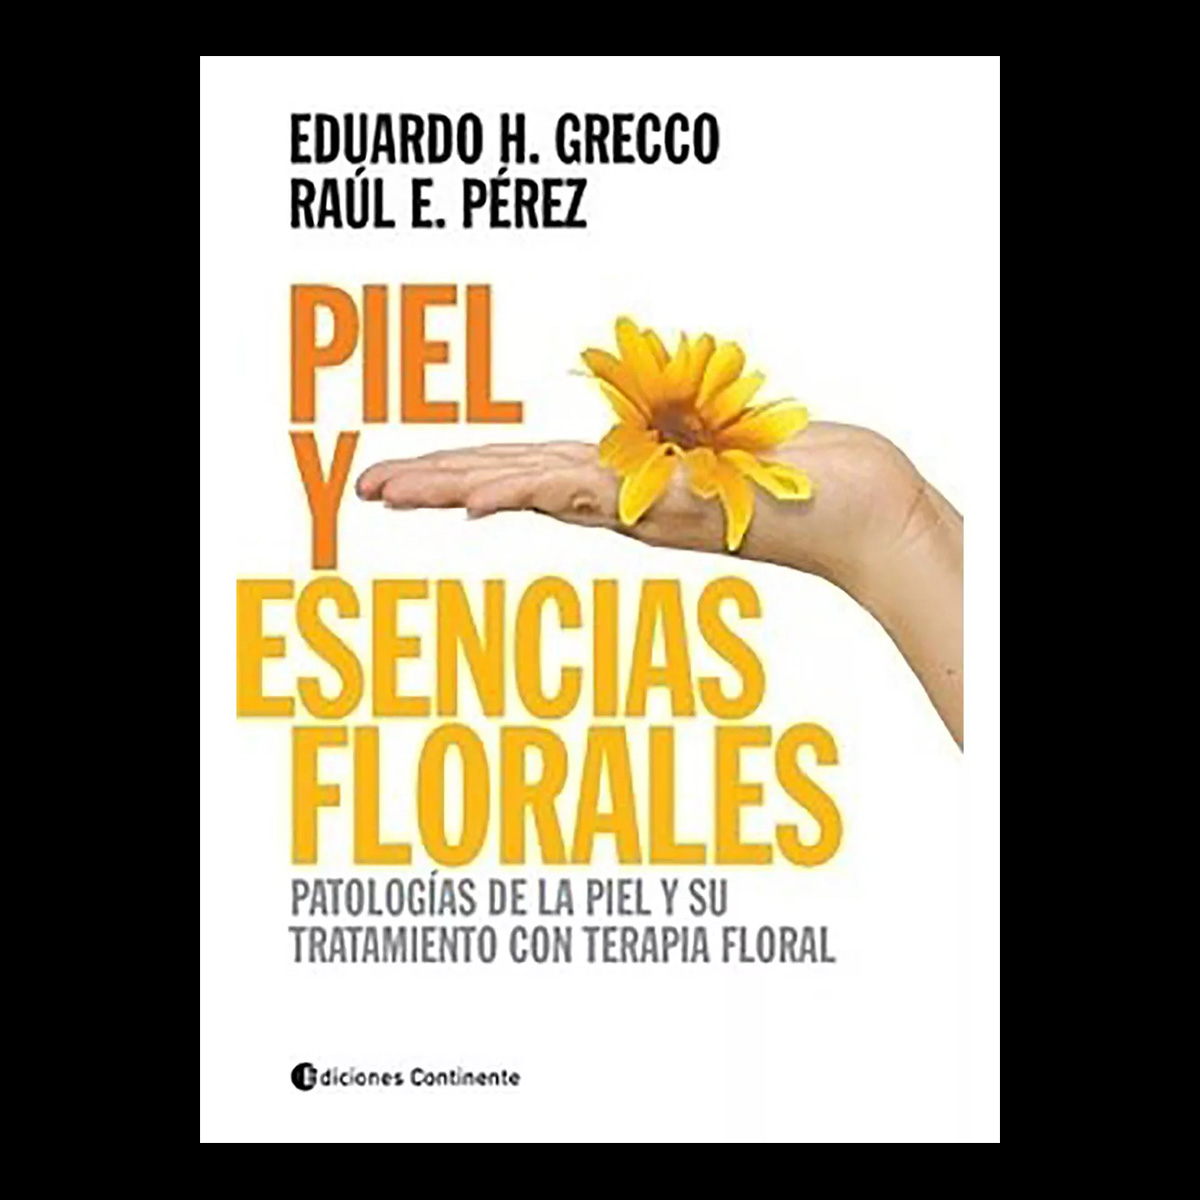 EDUARDO H. GRECCO
RAÚL E. PÉREZ
PIEL
Y
ESENCIAS
FLORALES
PATOLOGÍAS DE LA PIEL Y SU
TRATAMIENTO CON TERAPIA FLORAL
Ediciones Continente